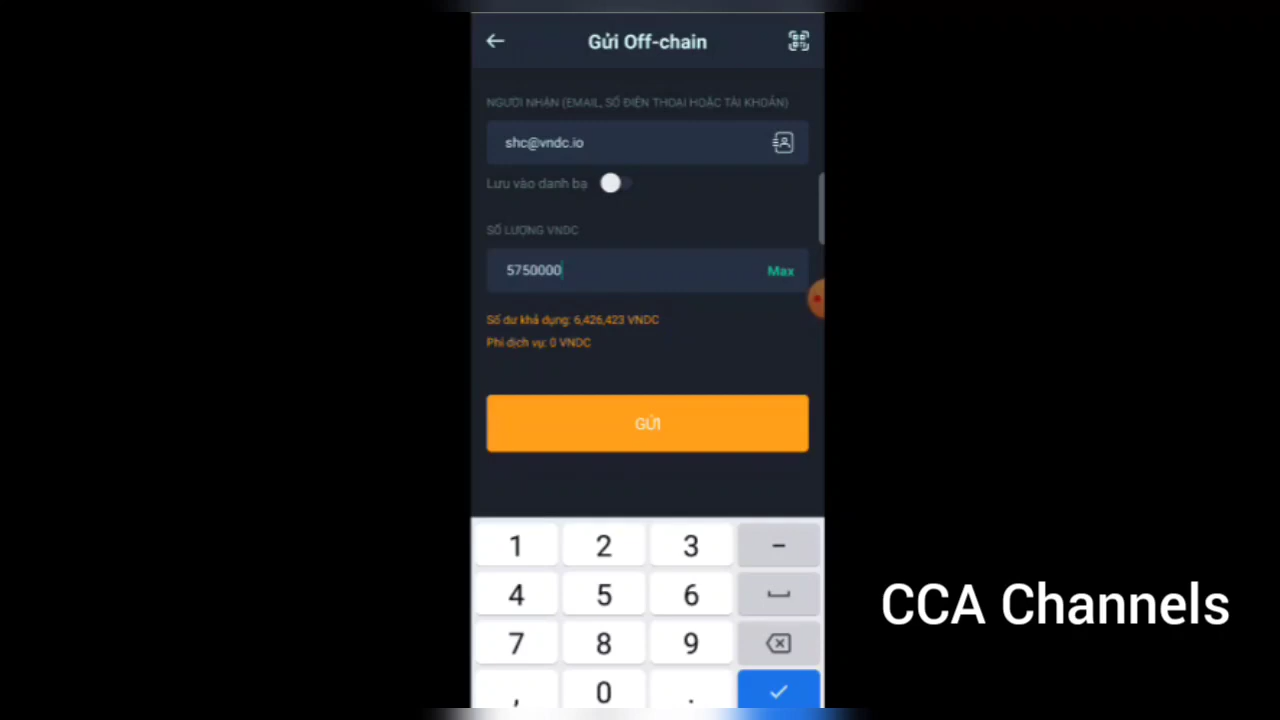 Gửi Off-chain
NGƯỜI NHẬN (EMAIL, SỐ ĐIỆN THOẠI HOẶC TÀI KHOẢN)
shc@vndc.io
Lưu vào danh bạ
SỐ LƯỢNG VNDC
5750000
Max
Số dư khả dụng: 6,426,423 VNDC
Phí dịch vụ: 0 VNDC
GỬI
1 2 3 -
4 5 6
7 8 9
, 0 .
CCA Channels